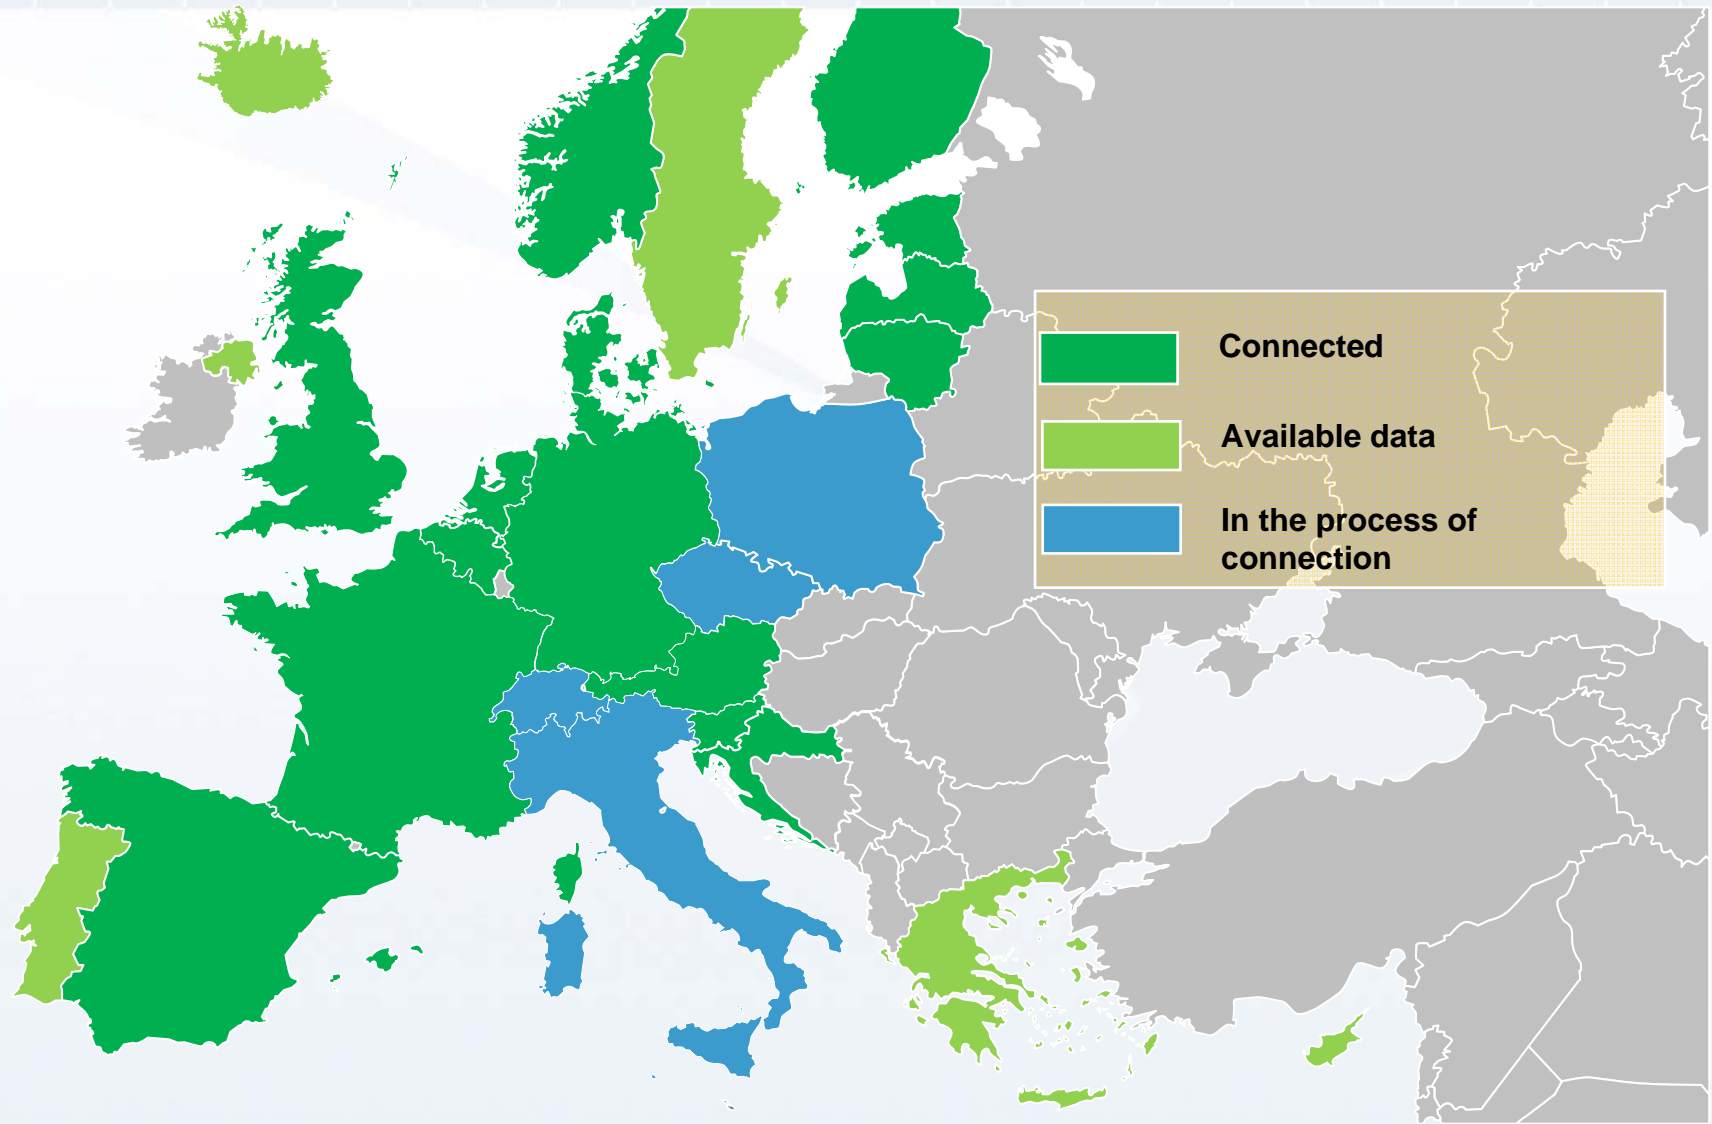 Connected
Available data
In the process of
connection